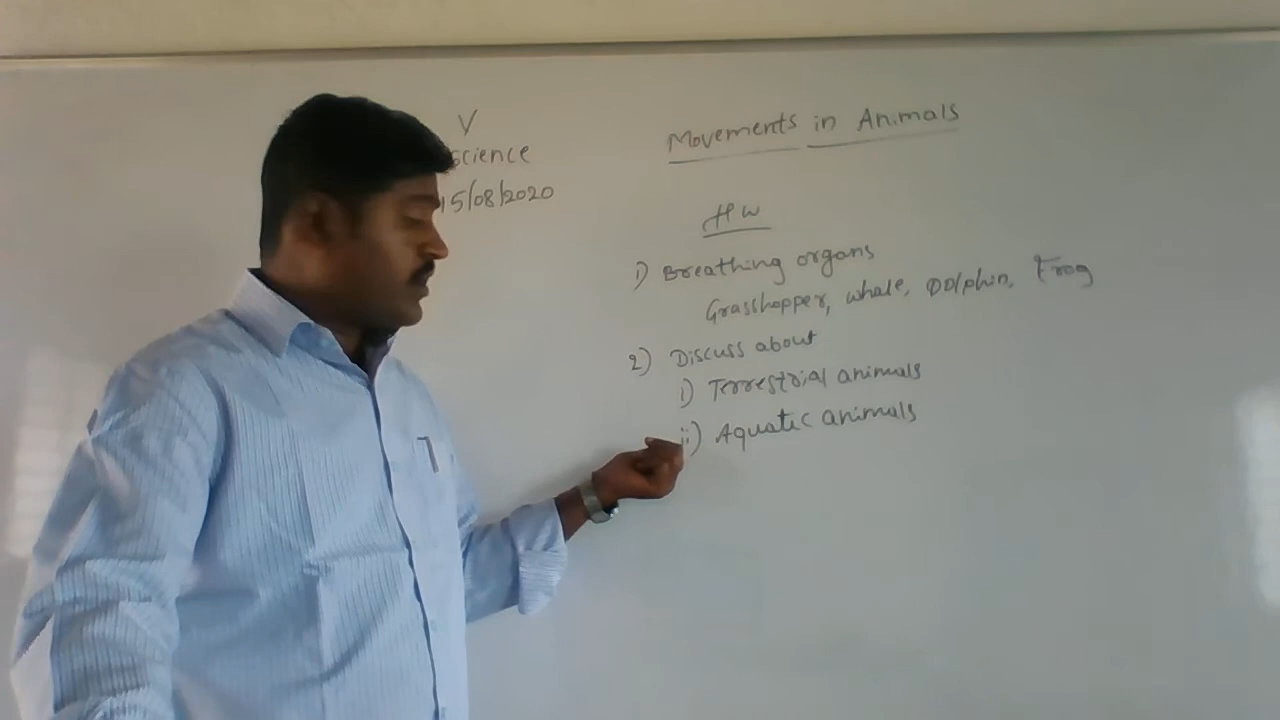 V
science
15/08/2020
Movements in Animals
HW
1) Breathing organs
Grasshopper, whale, Dolphin, Frog
2) Discuss about
i) Terrestrial animals
ii) Aquatic animals